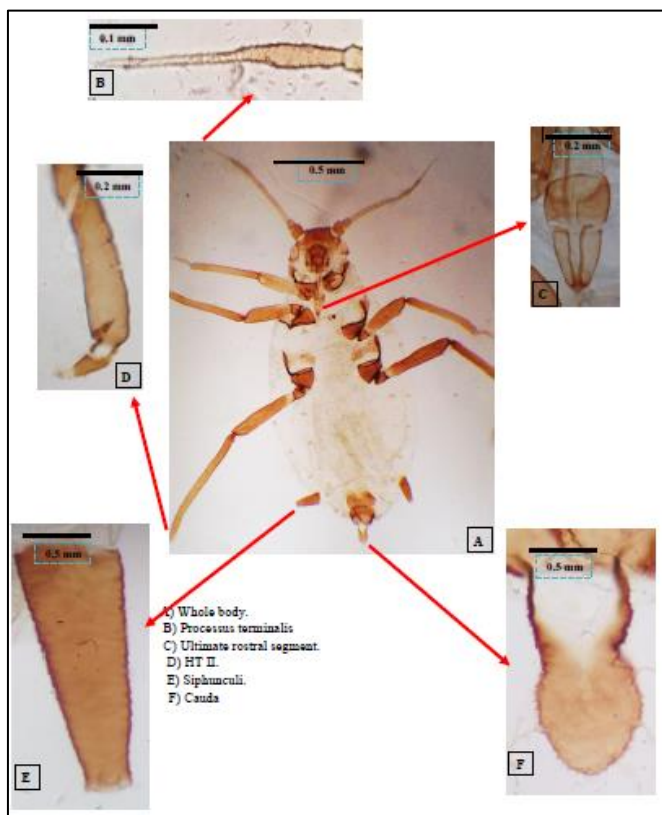 0.1 mm
B
0.2 mm
0.5 mm
0.2 mm
C
D
A
0.5 mm
0.5 mm
A) Whole body.
B) Processus terminalis
C) Ultimate rostral segment.
D) HT II.
E) Siphunculi.
F) Cauda
E
F